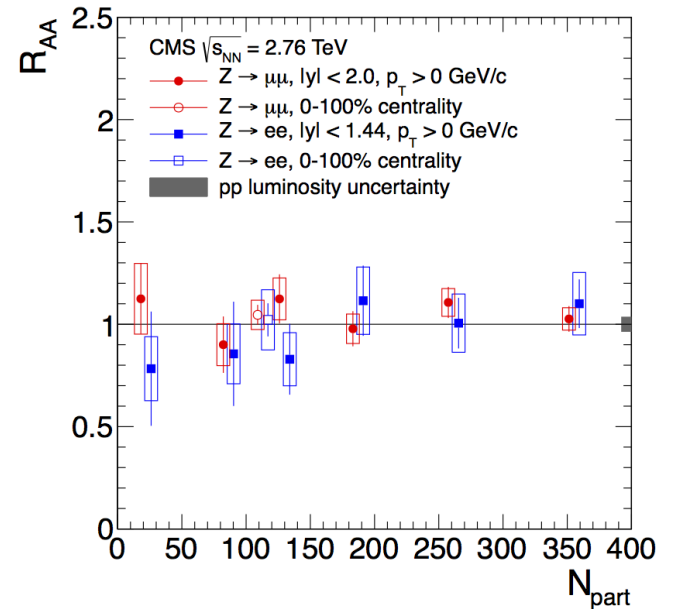 R_AA
2.5
2
1.5
1
0.5
0
CMS √s_NN = 2.76 TeV
Z → μμ, |y| < 2.0, p_T > 0 GeV/c
Z → μμ, 0-100% centrality
Z → ee, |y| < 1.44, p_T > 0 GeV/c
Z → ee, 0-100% centrality
pp luminosity uncertainty
0 50 100 150 200 250 300 350 400
N_part